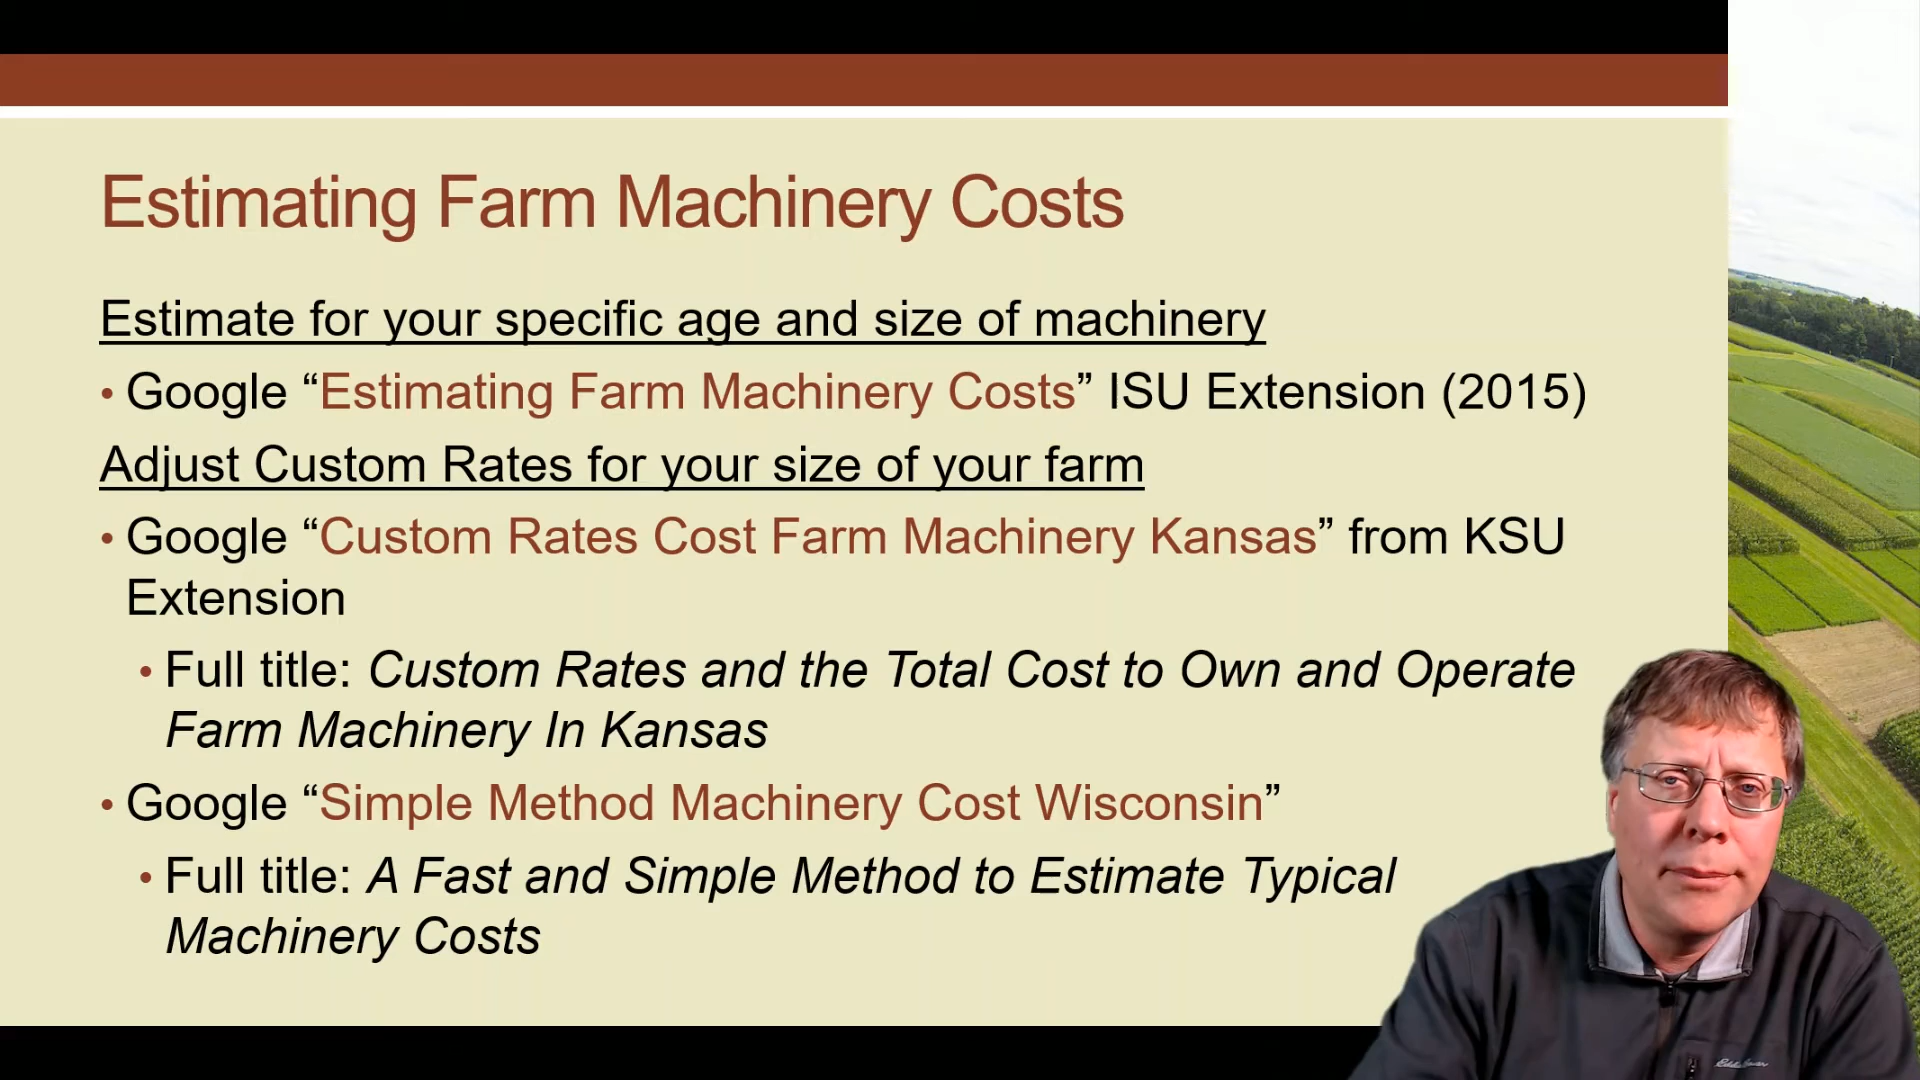 Estimating Farm Machinery Costs
Estimate for your specific age and size of machinery
• Google “Estimating Farm Machinery Costs” ISU Extension (2015)
Adjust Custom Rates for your size of your farm
• Google “Custom Rates Cost Farm Machinery Kansas” from KSU
Extension
• Full title: Custom Rates and the Total Cost to Own and Operate
Farm Machinery In Kansas
• Google “Simple Method Machinery Cost Wisconsin”
• Full title: A Fast and Simple Method to Estimate Typical
Machinery Costs
Eddie Bauer